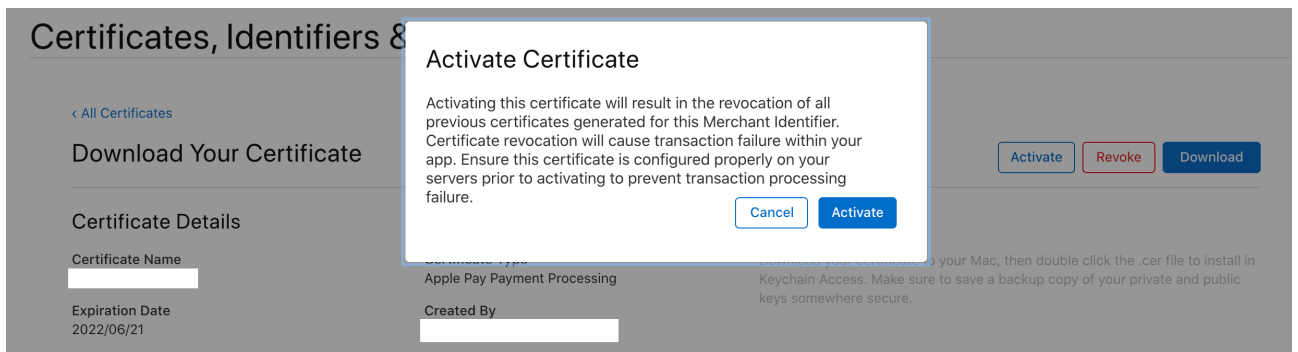 Certificates, Identifiers &
‹ All Certificates
Download Your Certificate
Activate
Revoke
Download
Activate Certificate
Activating this certificate will result in the revocation of all
previous certificates generated for this Merchant Identifier.
Certificate revocation will cause transaction failure within your
app. Ensure this certificate is configured properly on your
servers prior to activating to prevent transaction processing
failure.
Cancel
Activate
Certificate Details
Certificate Name
Expiration Date
2022/06/21
Certificate Type
Apple Pay Payment Processing
Created By
Download your certificate to your Mac, then double click the .cer file to install in
Keychain Access. Make sure to save a backup copy of your private and public
keys somewhere secure.